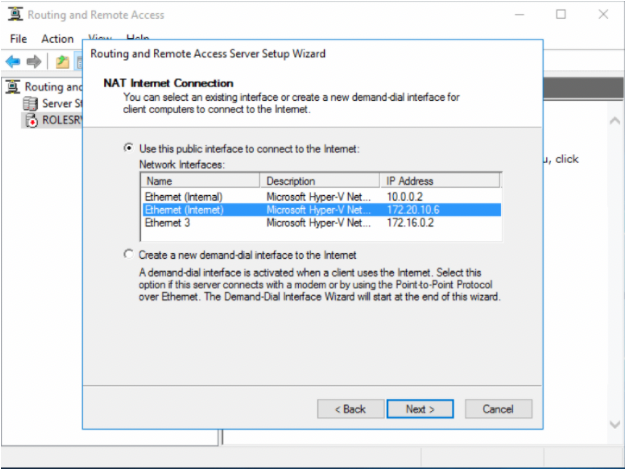 Routing and Remote Access
File Action View Help
Routing and Remote Access Server Setup Wizard
Routing and
Server St
ROLESR
NAT Internet Connection
You can select an existing interface or create a new demand-dial interface for
client computers to connect to the Internet.
u, click
Use this public interface to connect to the Internet:
Network Interfaces:
Name Description IP Address
Ethernet (Internal) Microsoft Hyper-V Net... 10.0.0.2
Ethernet (Internet) Microsoft Hyper-V Net... 172.20.10.6
Ethernet 3 Microsoft Hyper-V Net... 172.16.0.2
Create a new demand-dial interface to the Internet
A demand-dial interface is activated when a client uses the Internet. Select this
option if this server connects with a modem or by using the Point-to-Point Protocol
over Ethernet. The Demand-Dial Interface Wizard will start at the end of this wizard.
< Back Next > Cancel